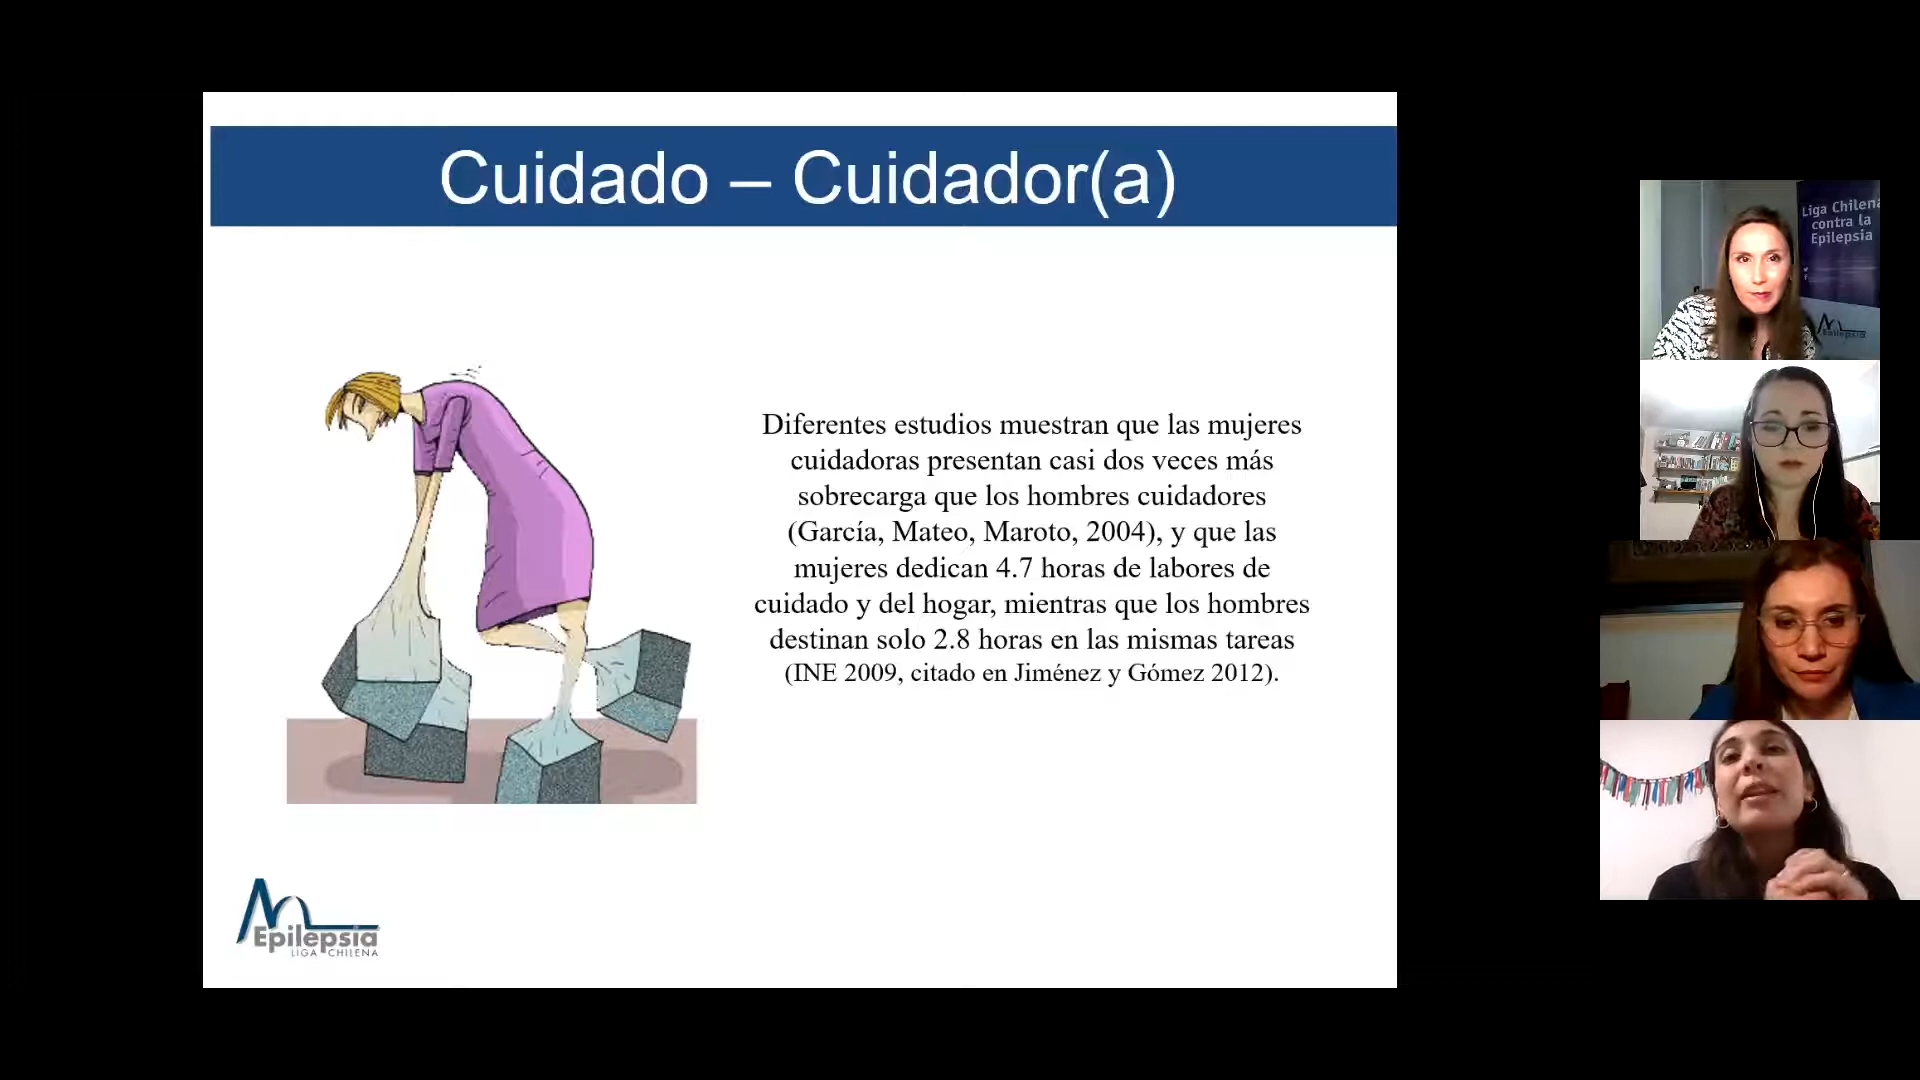 Cuidado – Cuidador(a)
Diferentes estudios muestran que las mujeres
cuidadoras presentan casi dos veces más
sobrecarga que los hombres cuidadores
(García, Mateo, Maroto, 2004), y que las
mujeres dedican 4.7 horas de labores de
cuidado y del hogar, mientras que los hombres
destinan solo 2.8 horas en las mismas tareas
(INE 2009, citado en Jiménez y Gómez 2012).
Epilepsia
LIGA CHILENA
Liga Chilena
contra la
Epilepsia
Epilepsia